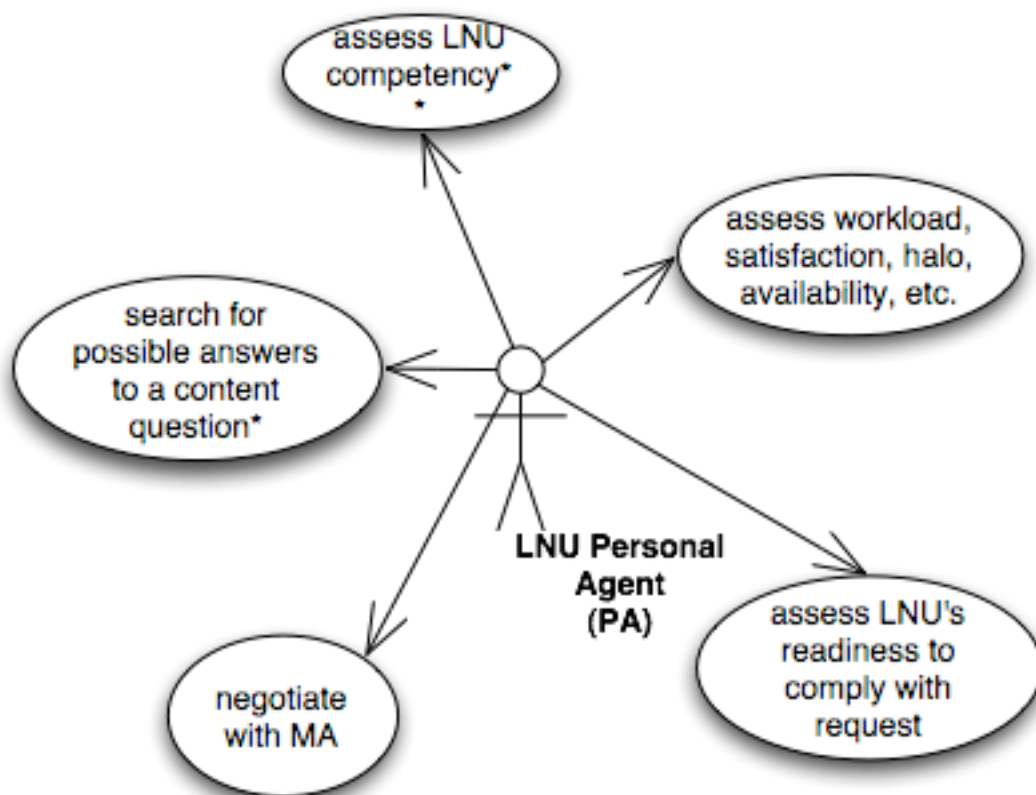 assess LNU
competency*
*
assess workload,
satisfaction, halo,
availability, etc.
search for
possible answers
to a content
question*
LNU Personal
Agent
(PA)
assess LNU's
readiness to
comply with
request
negotiate
with MA